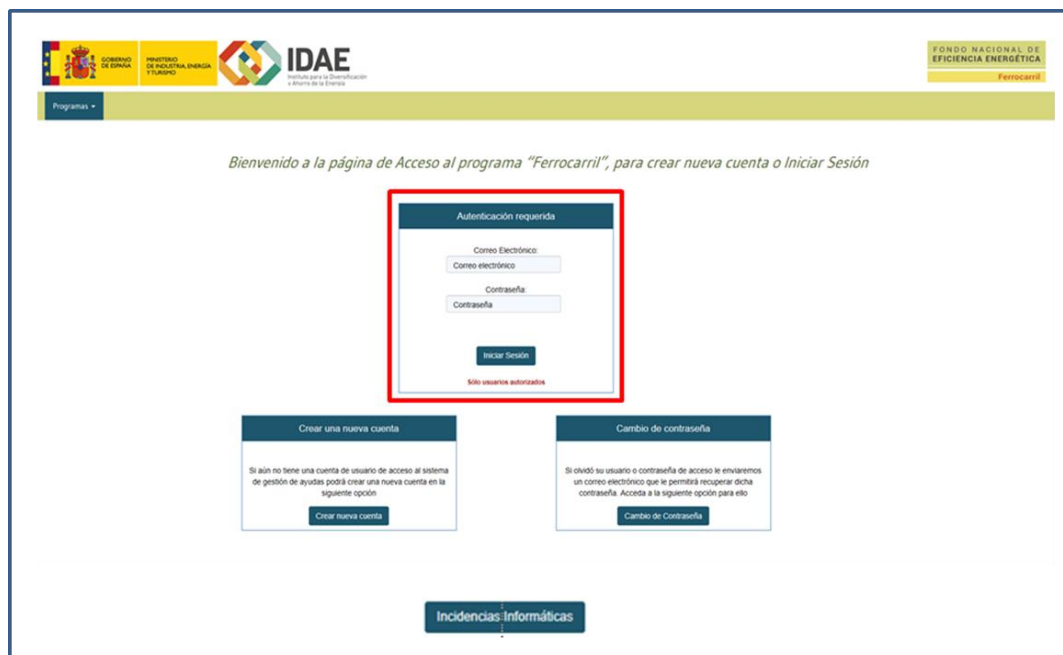 GOBIERNO
DE ESPAÑA
MINISTERIO
DE INDUSTRIA, ENERGÍA
Y TURISMO
IDAE
Instituto para la Diversificación
y Ahorro de la Energía
FONDO NACIONAL DE
EFICIENCIA ENERGÉTICA
Ferrocarril
Programas
Bienvenido a la página de Acceso al programa “Ferrocarril”, para crear nueva cuenta o Iniciar Sesión
Autenticación requerida
Correo Electrónico:
Correo electrónico
Contraseña:
Contraseña
Iniciar Sesión
Sólo usuarios autorizados
Crear una nueva cuenta
Si aún no tiene una cuenta de usuario de acceso al sistema
de gestión de ayudas podrá crear una nueva cuenta en la
siguiente opción
Crear nueva cuenta
Cambio de contraseña
Si olvidó su usuario o contraseña de acceso le enviaremos
un correo electrónico que le permitirá recuperar dicha
contraseña. Acceda a la siguiente opción para ello
Cambio de Contraseña
Incidencias Informáticas